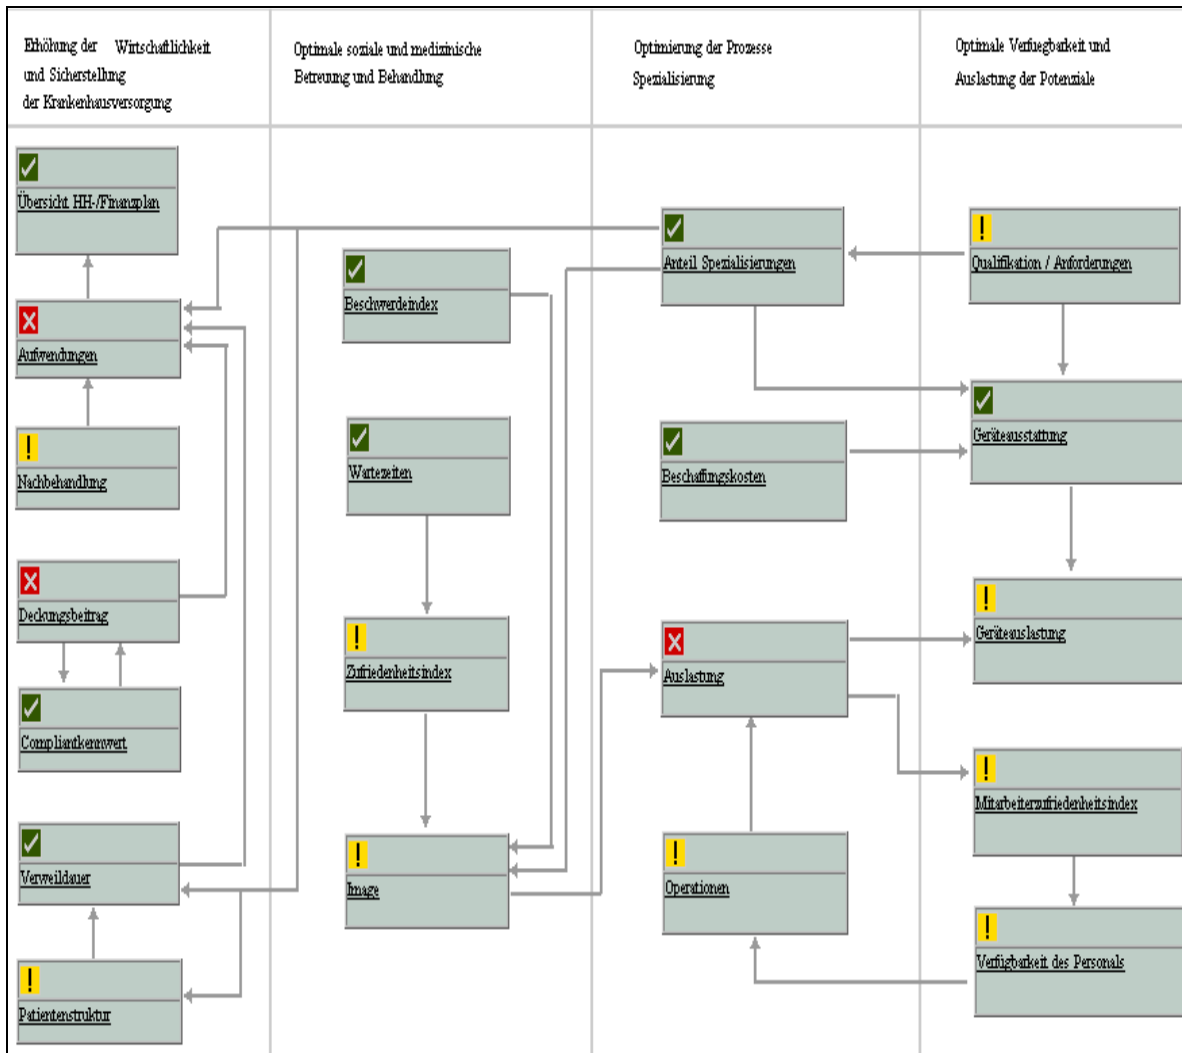 Erhöhung der Wirtschaftlichkeit
und Sicherstellung
der Krankenhausversorgung
Optimale soziale und medizinische
Betreuung und Behandlung
Optimierung der Prozesse
Spezialisierung
Optimale Verfuegbarkeit und
Auslastung der Potenziale
Übersicht HH-/Finanzplan
Aufwendungen
Nachbehandlung
Deckungsbeitrag
Compliantkennwert
Verweildauer
Patientenstruktur
Beschwerdeindex
Wartezeiten
Zufriedenheitsindex
Image
Anteil Spezialisierungen
Beschaffungskosten
Auslastung
Operationen
Qualifikation / Anforderungen
Geräteausstattung
Geräteauslastung
Mitarbeiterzufriedenheitsindex
Verfügbarkeit des Personals